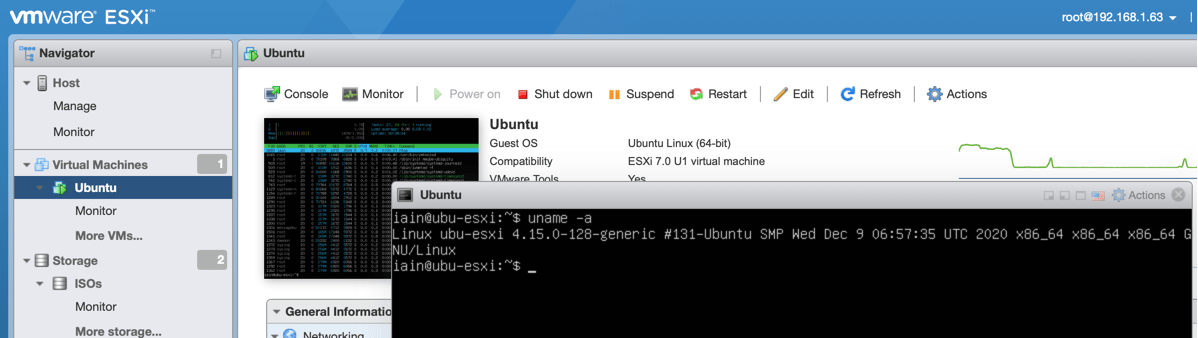 vmware ESXi™
root@192.168.1.63
Navigator
Ubuntu
Host
Manage
Monitor
Virtual Machines 1
Ubuntu
Monitor
More VMs...
Storage 2
ISOs
Monitor
More storage...
Console Monitor Power on Shut down Suspend Restart Edit Refresh Actions
Ubuntu
Guest OS Ubuntu Linux (64-bit)
Compatibility ESXi 7.0 U1 virtual machine
VMware Tools Yes
General Informatio
Networking
Ubuntu Actions
iain@ubu-esxi:~$ uname -a
Linux ubu-esxi 4.15.0-128-generic #131-Ubuntu SMP Wed Dec 9 06:57:35 UTC 2020 x86_64 x86_64 x86_64 G
NU/Linux
iain@ubu-esxi:~$ _